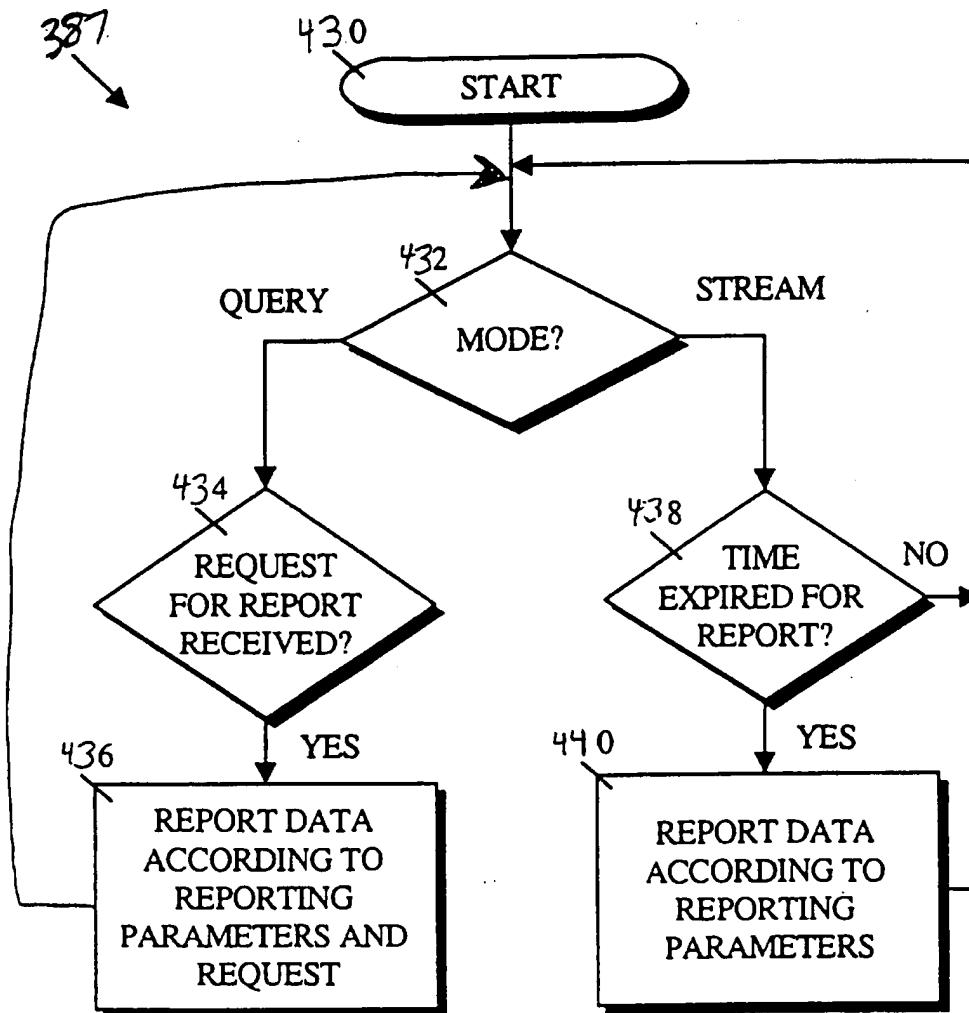 387
430
START
432
QUERY
STREAM
MODE?
434
REQUEST
FOR REPORT
RECEIVED?
438
TIME
EXPIRED FOR
REPORT?
NO
YES
YES
436
REPORT DATA
ACCORDING TO
REPORTING
PARAMETERS AND
REQUEST
440
REPORT DATA
ACCORDING TO
REPORTING
PARAMETERS